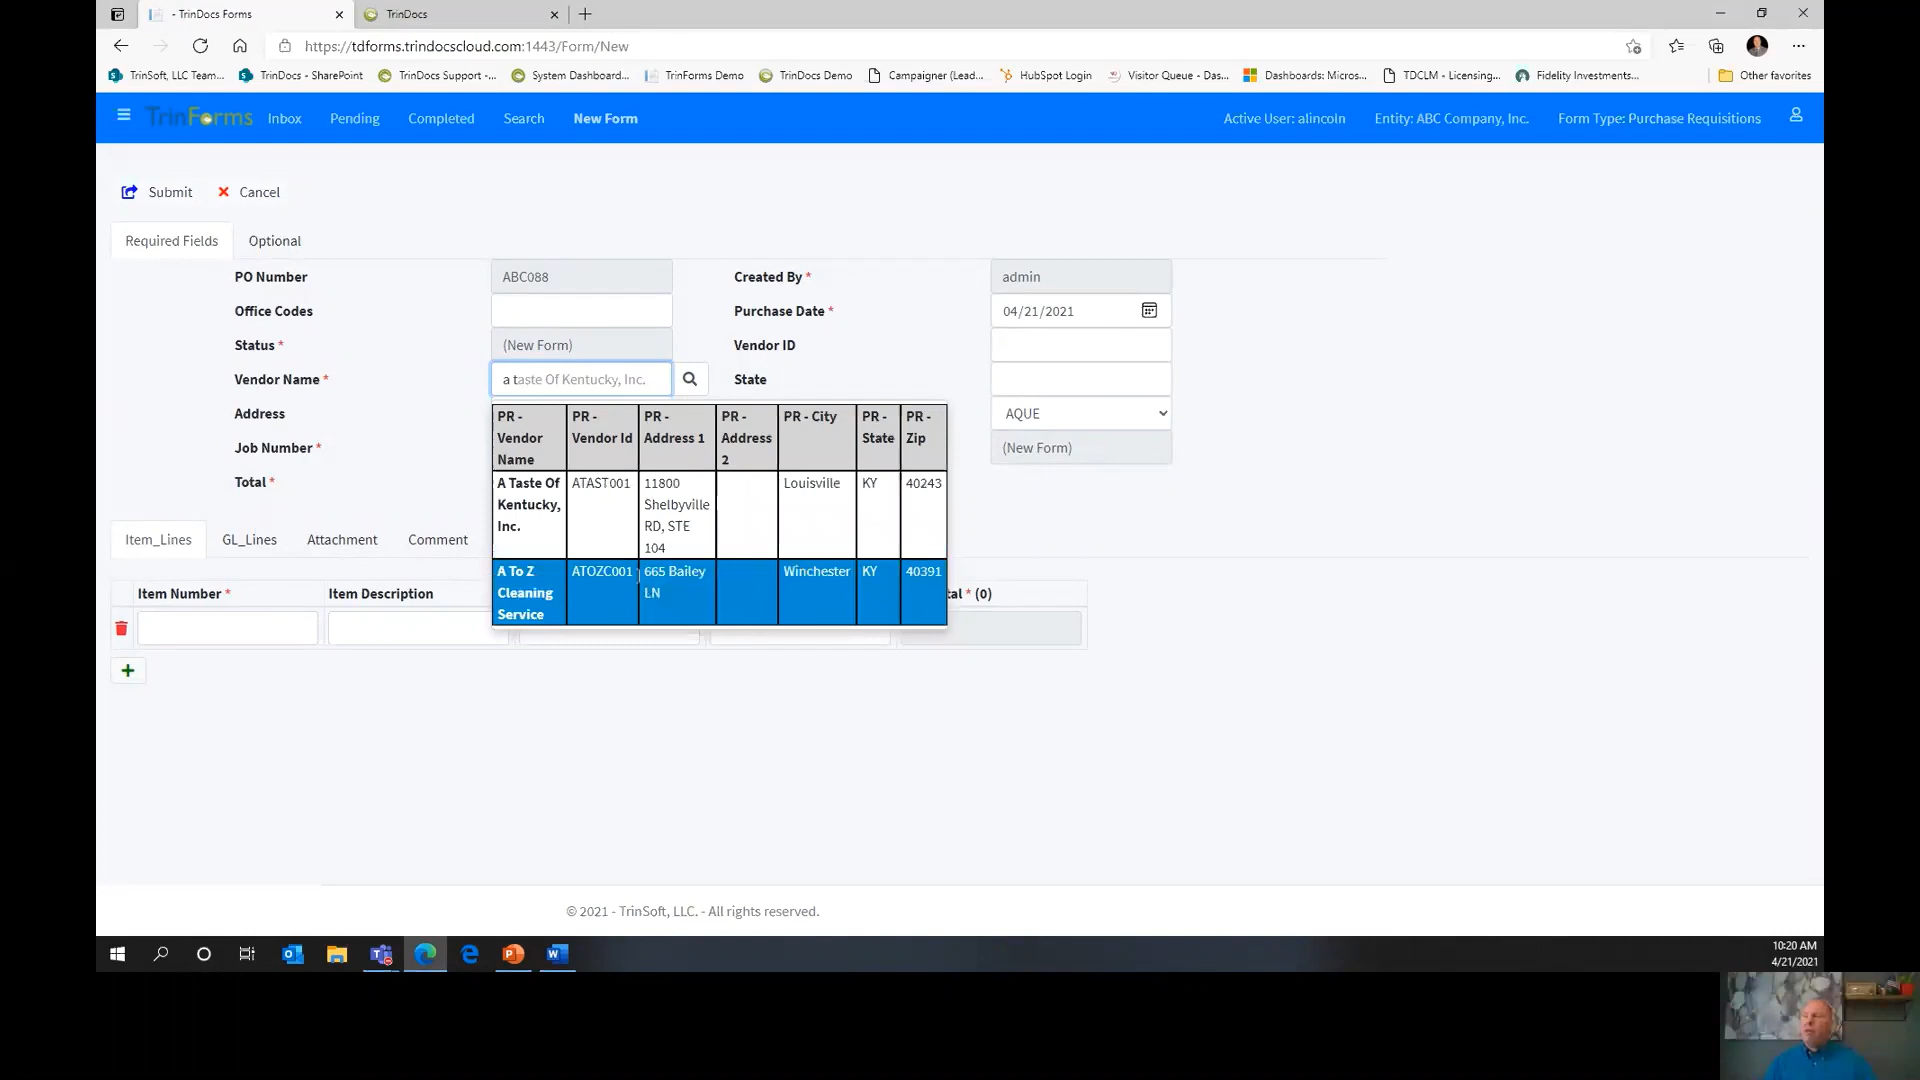 - TrinDocs Forms
TrinDocs
https://tdforms.trindocscloud.com:1443/Form/New
TrinSoft, LLC Team...
TrinDocs - SharePoint
TrinDocs Support -...
System Dashboard...
TrinForms Demo
TrinDocs Demo
Campaigner (Lead...
HubSpot Login
Visitor Queue - Das...
Dashboards: Micros...
TDCLM - Licensing...
Fidelity Investments...
Other favorites
TrinForms
Inbox
Pending
Completed
Search
New Form
Active User: alincoln
Entity: ABC Company, Inc.
Form Type: Purchase Requisitions
Submit
Cancel
Required Fields
Optional
PO Number
ABC088
Created By *
admin
Office Codes
Purchase Date *
04/21/2021
Status *
(New Form)
Vendor ID
Vendor Name *
a taste Of Kentucky, Inc.
State
Address
AQUE
Job Number *
(New Form)
Total *
PR -
Vendor
Name
PR -
Vendor Id
PR -
Address 1
PR -
Address
2
PR - City
PR -
State
PR -
Zip
A Taste Of
Kentucky,
Inc.
ATAST001
11800
Shelbyville
RD, STE
104
Louisville
KY
40243
A To Z
Cleaning
Service
ATOZC001
665 Bailey
LN
Winchester
KY
40391
Item_Lines
GL_Lines
Attachment
Comment
Item Number *
Item Description
tal * (0)
© 2021 - TrinSoft, LLC. - All rights reserved.
10:20 AM
4/21/2021